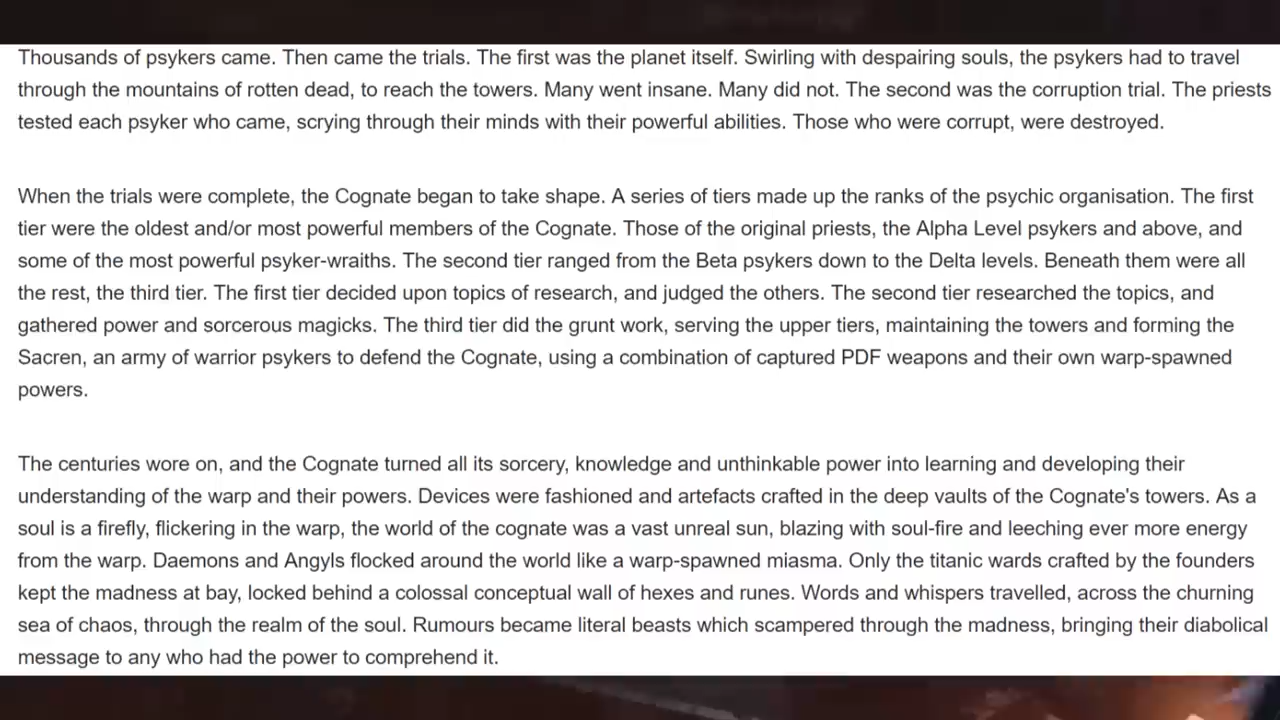 Thousands of psykers came. Then came the trials. The first was the planet itself. Swirling with despairing souls, the psykers had to travel
through the mountains of rotten dead, to reach the towers. Many went insane. Many did not. The second was the corruption trial. The priests
tested each psyker who came, scrying through their minds with their powerful abilities. Those who were corrupt, were destroyed.
When the trials were complete, the Cognate began to take shape. A series of tiers made up the ranks of the psychic organisation. The first
tier were the oldest and/or most powerful members of the Cognate. Those of the original priests, the Alpha Level psykers and above, and
some of the most powerful psyker-wraiths. The second tier ranged from the Beta psykers down to the Delta levels. Beneath them were all
the rest, the third tier. The first tier decided upon topics of research, and judged the others. The second tier researched the topics, and
gathered power and sorcerous magicks. The third tier did the grunt work, serving the upper tiers, maintaining the towers and forming the
Sacren, an army of warrior psykers to defend the Cognate, using a combination of captured PDF weapons and their own warp-spawned
powers.
The centuries wore on, and the Cognate turned all its sorcery, knowledge and unthinkable power into learning and developing their
understanding of the warp and their powers. Devices were fashioned and artefacts crafted in the deep vaults of the Cognate's towers. As a
soul is a firefly, flickering in the warp, the world of the cognate was a vast unreal sun, blazing with soul-fire and leeching ever more energy
from the warp. Daemons and Angyls flocked around the world like a warp-spawned miasma. Only the titanic wards crafted by the founders
kept the madness at bay, locked behind a colossal conceptual wall of hexes and runes. Words and whispers travelled, across the churning
sea of chaos, through the realm of the soul. Rumours became literal beasts which scampered through the madness, bringing their diabolical
message to any who had the power to comprehend it.